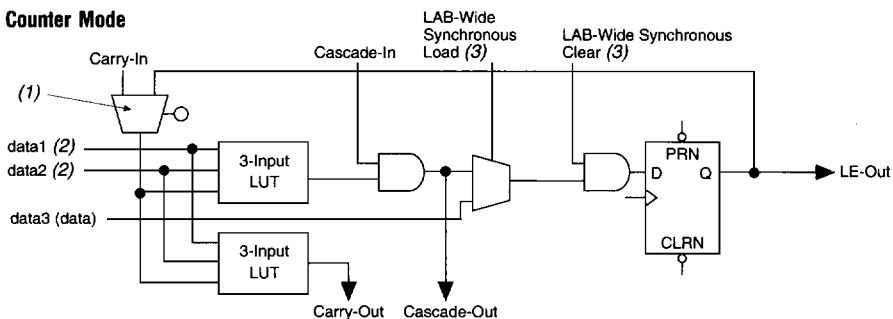 Counter Mode
Carry-In
(1)
Cascade-In
LAB-Wide
Synchronous
Load (3)
LAB-Wide Synchronous
Clear (3)
data1 (2)
data2 (2)
3-Input
LUT
data3 (data)
3-Input
LUT
PRN
D Q
CLRN
LE-Out
Carry-Out
Cascade-Out